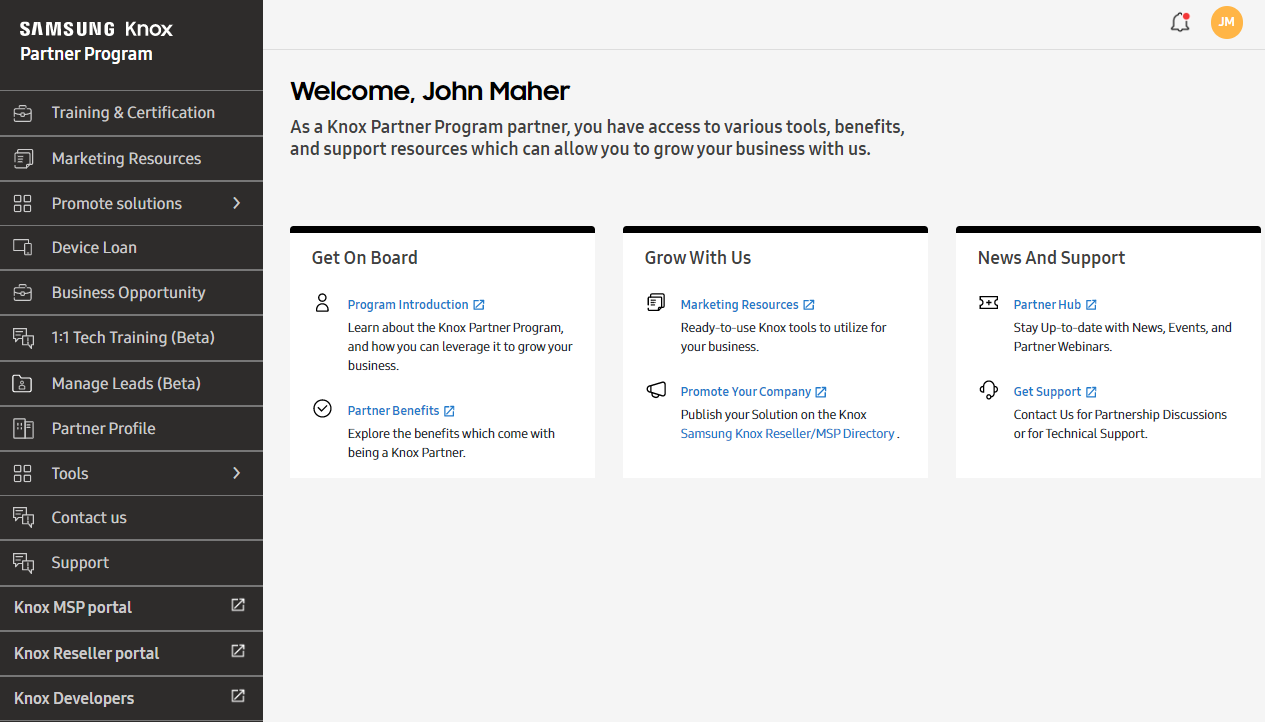 SAMSUNG Knox
Partner Program
Training & Certification
Marketing Resources
Promote solutions
Device Loan
Business Opportunity
1:1 Tech Training (Beta)
Manage Leads (Beta)
Partner Profile
Tools
Contact us
Support
Knox MSP portal
Knox Reseller portal
Knox Developers
JM
Welcome, John Maher
As a Knox Partner Program partner, you have access to various tools, benefits,
and support resources which can allow you to grow your business with us.
Get On Board
Program Introduction
Learn about the Knox Partner Program,
and how you can leverage it to grow your
business.
Partner Benefits
Explore the benefits which come with
being a Knox Partner.
Grow With Us
Marketing Resources
Ready-to-use Knox tools to utilize for
your business.
Promote Your Company
Publish your Solution on the Knox
Samsung Knox Reseller/MSP Directory .
News And Support
Partner Hub
Stay Up-to-date with News, Events, and
Partner Webinars.
Get Support
Contact Us for Partnership Discussions
or for Technical Support.